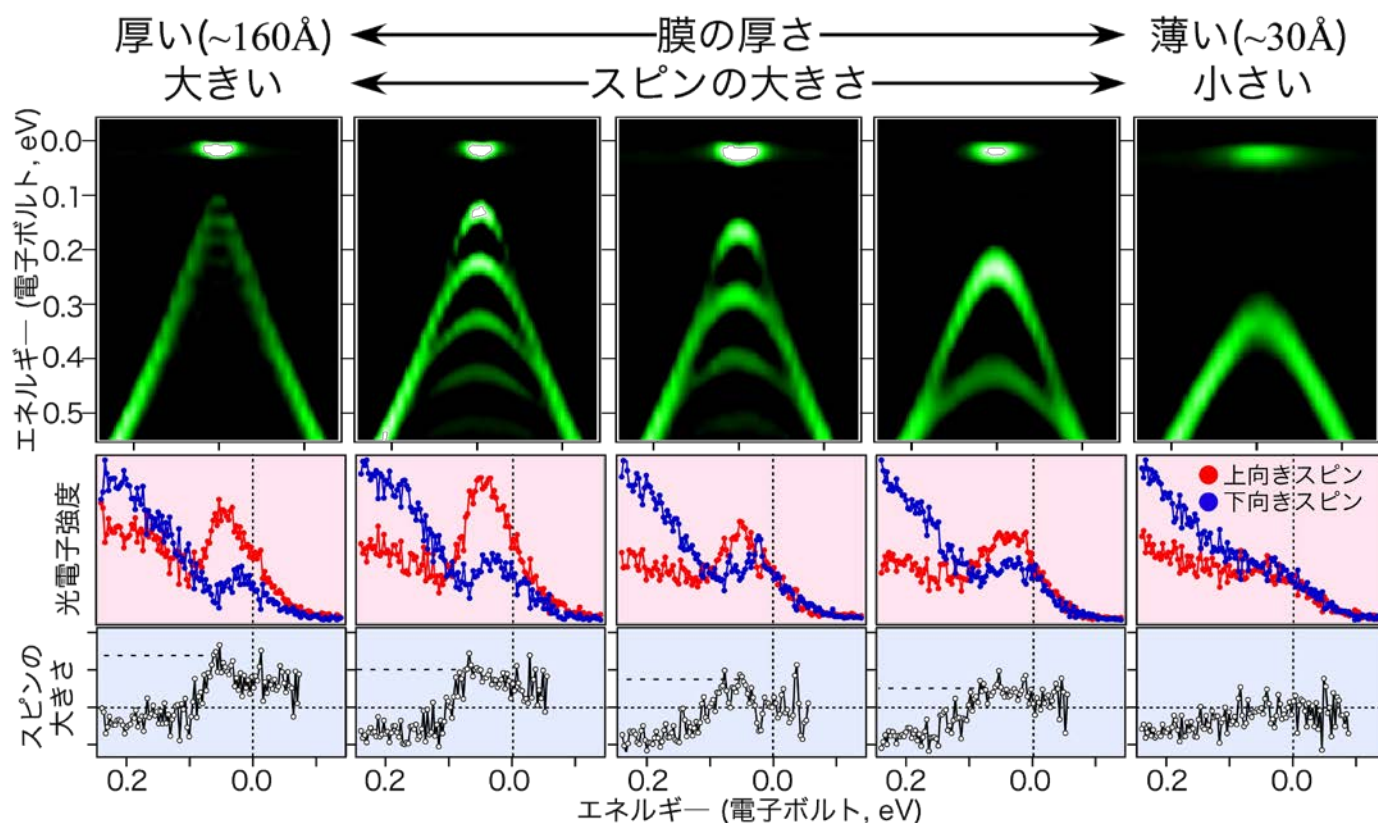 厚い(~160Å) 膜の厚さ 薄い(~30Å)
大きい スピンの大きさ 小さい
エネルギー (電子ボルト, eV)
0.0
0.1
0.2
0.3
0.4
0.5
光電子強度
上向きスピン
下向きスピン
スピンの
大きさ
0.2 0.0 0.2 0.0 0.2 0.0 0.2 0.0 0.2 0.0
エネルギー (電子ボルト, eV)